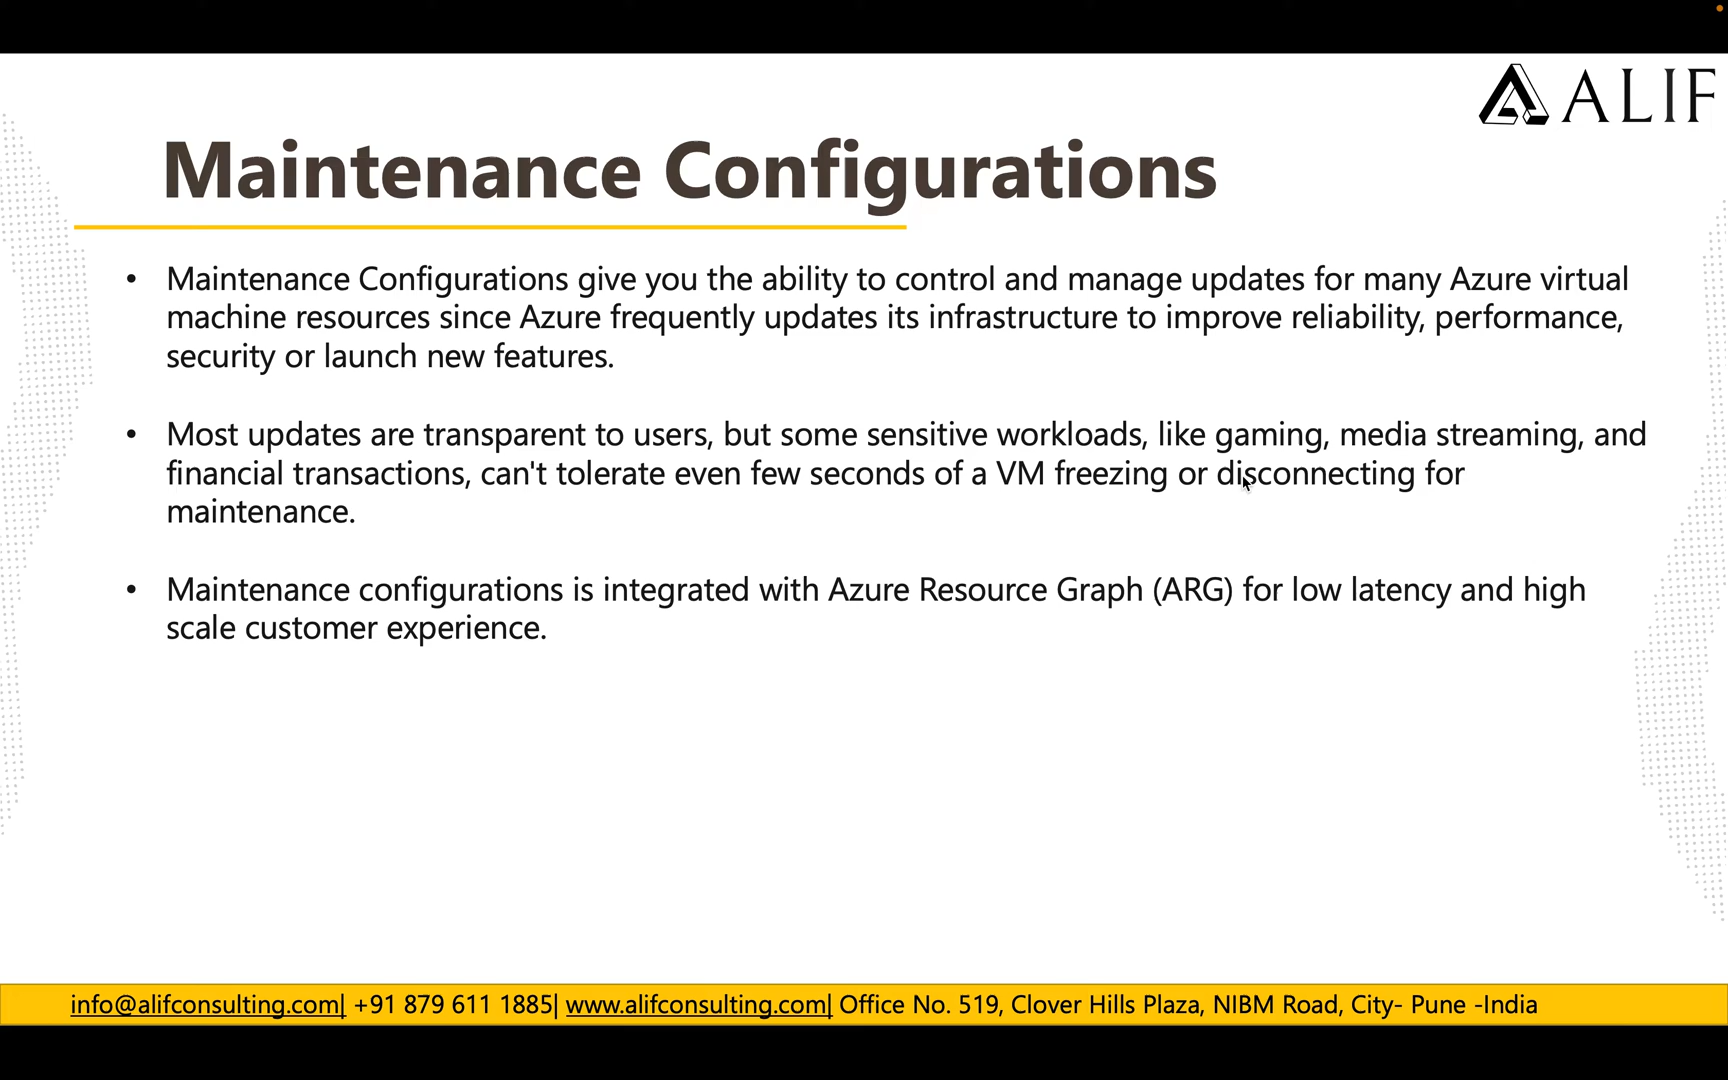 ALIF
Maintenance Configurations
• Maintenance Configurations give you the ability to control and manage updates for many Azure virtual
machine resources since Azure frequently updates its infrastructure to improve reliability, performance,
security or launch new features.
• Most updates are transparent to users, but some sensitive workloads, like gaming, media streaming, and
financial transactions, can't tolerate even few seconds of a VM freezing or disconnecting for
maintenance.
• Maintenance configurations is integrated with Azure Resource Graph (ARG) for low latency and high
scale customer experience.
info@alifconsulting.com| +91 879 611 1885| www.alifconsulting.com| Office No. 519, Clover Hills Plaza, NIBM Road, City- Pune -India